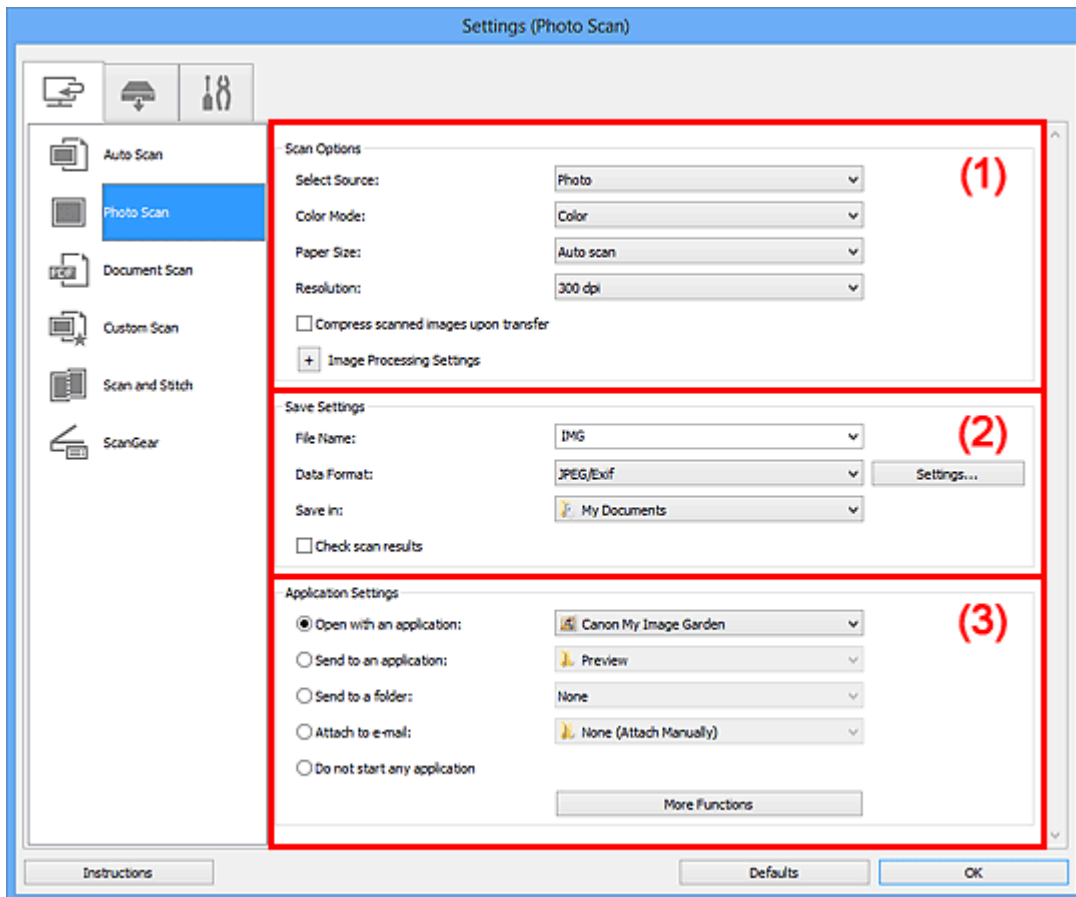 Settings (Photo Scan)
Auto Scan
Photo Scan
Document Scan
Custom Scan
Scan and Stitch
ScanGear
Scan Options
(1)
Select Source: Photo
Color Mode: Color
Paper Size: Auto scan
Resolution: 300 dpi
Compress scanned images upon transfer
+ Image Processing Settings
Save Settings
(2)
File Name: IMG
Data Format: JPEG/Exif Settings...
Save in: My Documents
Check scan results
Application Settings
(3)
Open with an application: Canon My Image Garden
Send to an application: Preview
Send to a folder: None
Attach to e-mail: None (Attach Manually)
Do not start any application
More Functions
Instructions Defaults OK